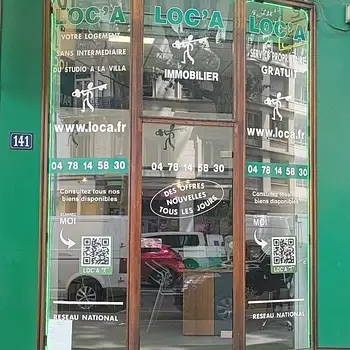 141
LOC'A
VOTRE LOGEMENT
SANS INTERMEDIAIRE
DU STUDIO A LA VILLA
www.loca.fr
04 78 14 58 30
Consultez tous nos
biens disponibles
SCANNEZ
MOI
LOC'A
RESEAU NATIONAL
LOC'A
IMMOBILIER
04 78 14 58 30
DES OFFRES
NOUVELLES
TOUS LES JOURS
LOC'A
SERVICE PROPRIETAIRE
GRATUIT
www.loca.fr
04 78 14 58 30
Consultez tous nos
biens disponibles
SCANNEZ
MOI
LOC'A
RESEAU NATIONAL